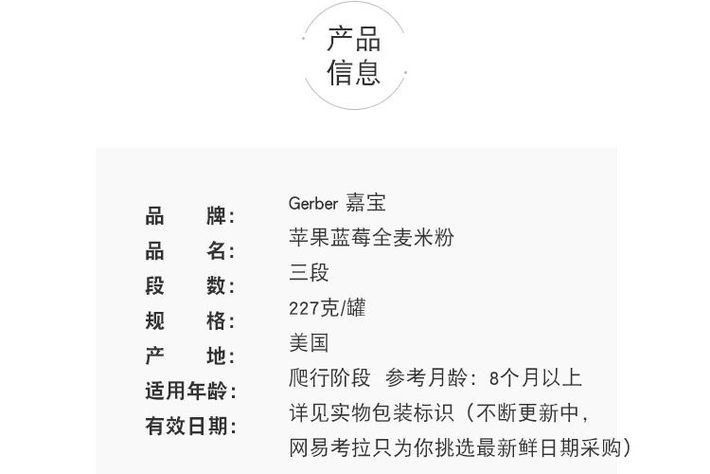 产品
信息
品 牌： Gerber 嘉宝
品 名： 苹果蓝莓全麦米粉
段 数： 三段
规 格： 227克/罐
产 地： 美国
适用年龄： 爬行阶段 参考月龄：8个月以上
有效日期： 详见实物包装标识（不断更新中，
网易考拉只为你挑选最新鲜日期采购）